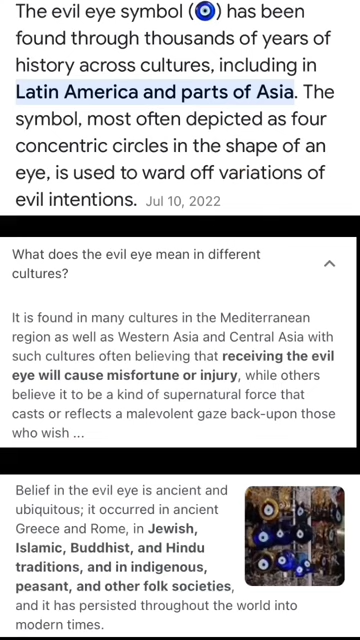 The evil eye symbol (🧿) has been
found through thousands of years of
history across cultures, including in
Latin America and parts of Asia. The
symbol, most often depicted as four
concentric circles in the shape of an
eye, is used to ward off variations of
evil intentions. Jul 10, 2022
What does the evil eye mean in different
cultures?
It is found in many cultures in the Mediterranean
region as well as Western Asia and Central Asia with
such cultures often believing that receiving the evil
eye will cause misfortune or injury, while others
believe it to be a kind of supernatural force that
casts or reflects a malevolent gaze back-upon those
who wish ...
Belief in the evil eye is ancient and
ubiquitous; it occurred in ancient
Greece and Rome, in Jewish,
Islamic, Buddhist, and Hindu
traditions, and in indigenous,
peasant, and other folk societies,
and it has persisted throughout the world into
modern times.